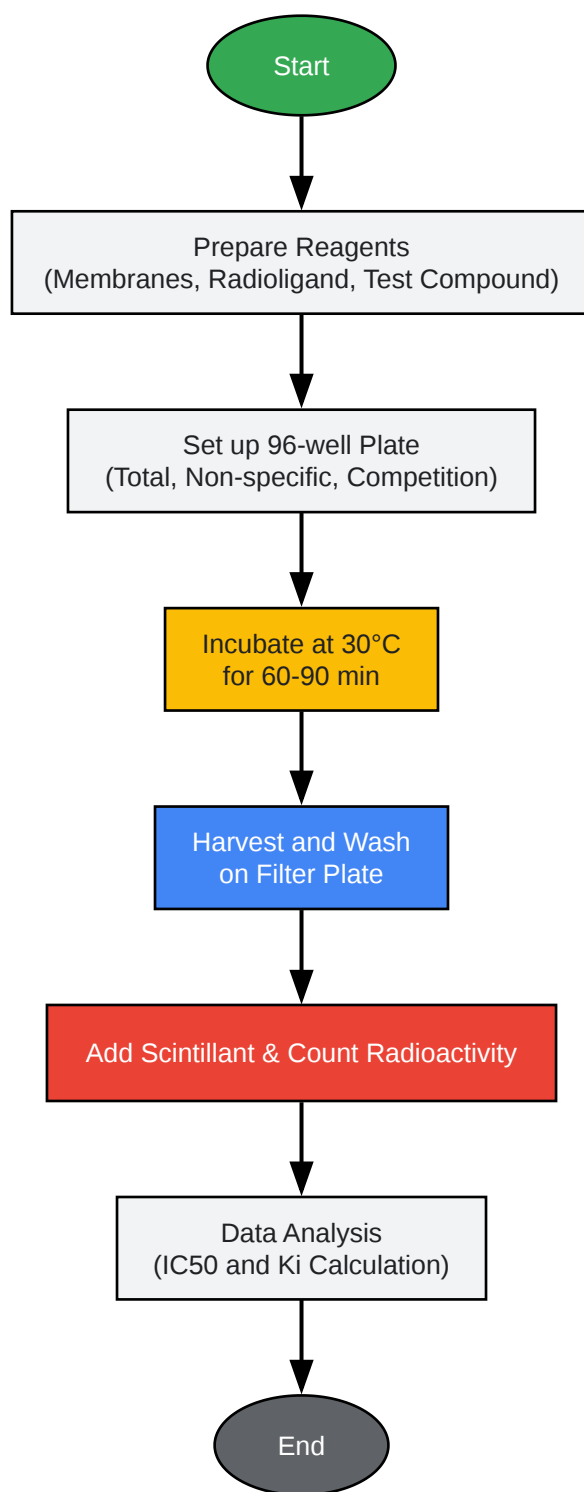 Start
Prepare Reagents
(Membranes, Radioligand, Test Compound)
Set up 96-well Plate
(Total, Non-specific, Competition)
Incubate at 30°C
for 60-90 min
Harvest and Wash
on Filter Plate
Add Scintillant & Count Radioactivity
Data Analysis
(IC50 and Ki Calculation)
End